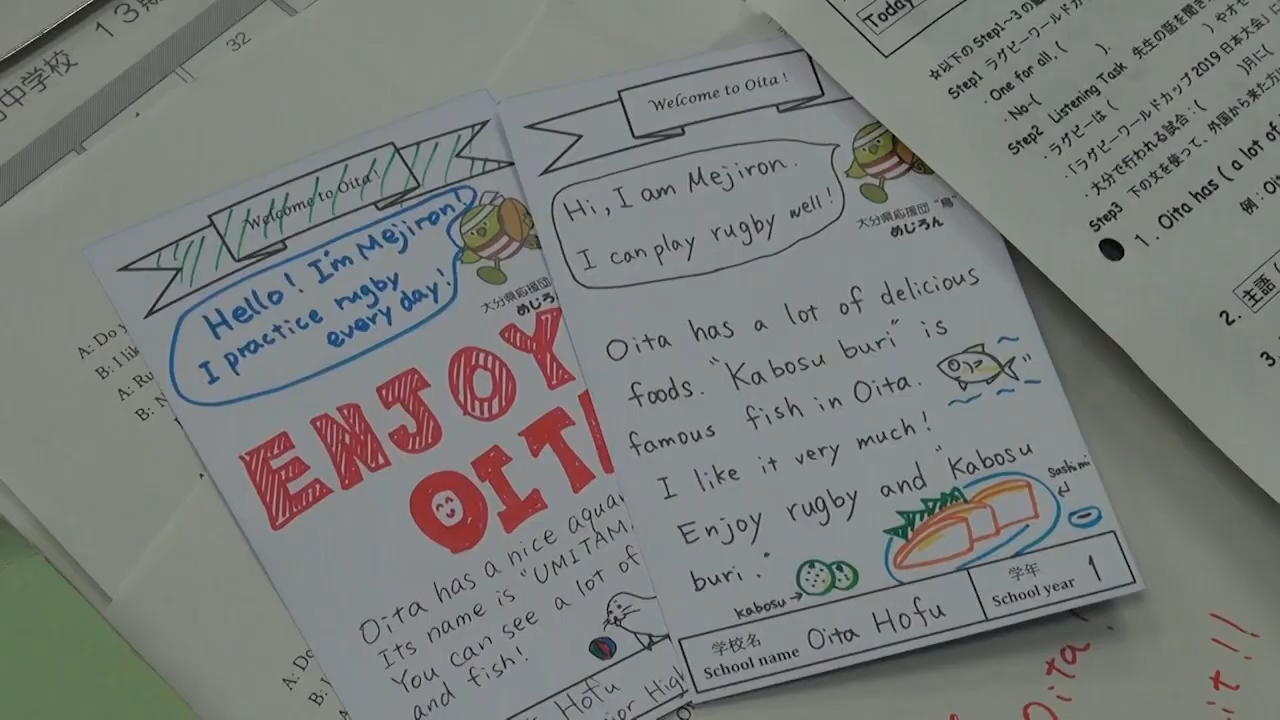 中学校 13期
32
Welcome to Oita!
Hello! I'm Mejiron!
I practice rugby
every day!
大分県応援団
ENJOY
Oita has a nice
Its name is "UMITAM
You can see a lot of
and fish!
Hofu
Welcome to Oita!
Hi, I am Mejiron.
I can play rugby well!
大分県応援団"鳥"
めじろん
Oita has a lot of delicious
foods. "Kabosu buri" is
famous fish in Oita.
I like it very much!
Enjoy rugby and "Kabosu
buri."
Sashimi
kabosu→
学校名
School name Oita Hofu
学年
School year 1
Today
☆以下のStep1~3の
Step1 ラグビーワールドカ
・One for all, ( ).
・No-(
Step2 Listening Task 先生の話を聞き
・ラグビーは ( ) やオセ
・「ラグビーワールドカップ2019日本大会」に
・大分で行われる試合:( )月に(
Step3 下の文を使って、外国から来た方
1. Oita has ( a lot of
例:Oit
2. 主語 (
3.
A: Do y
B: I lik
A: Ru
B: N
A: Do
Oita!
it!!